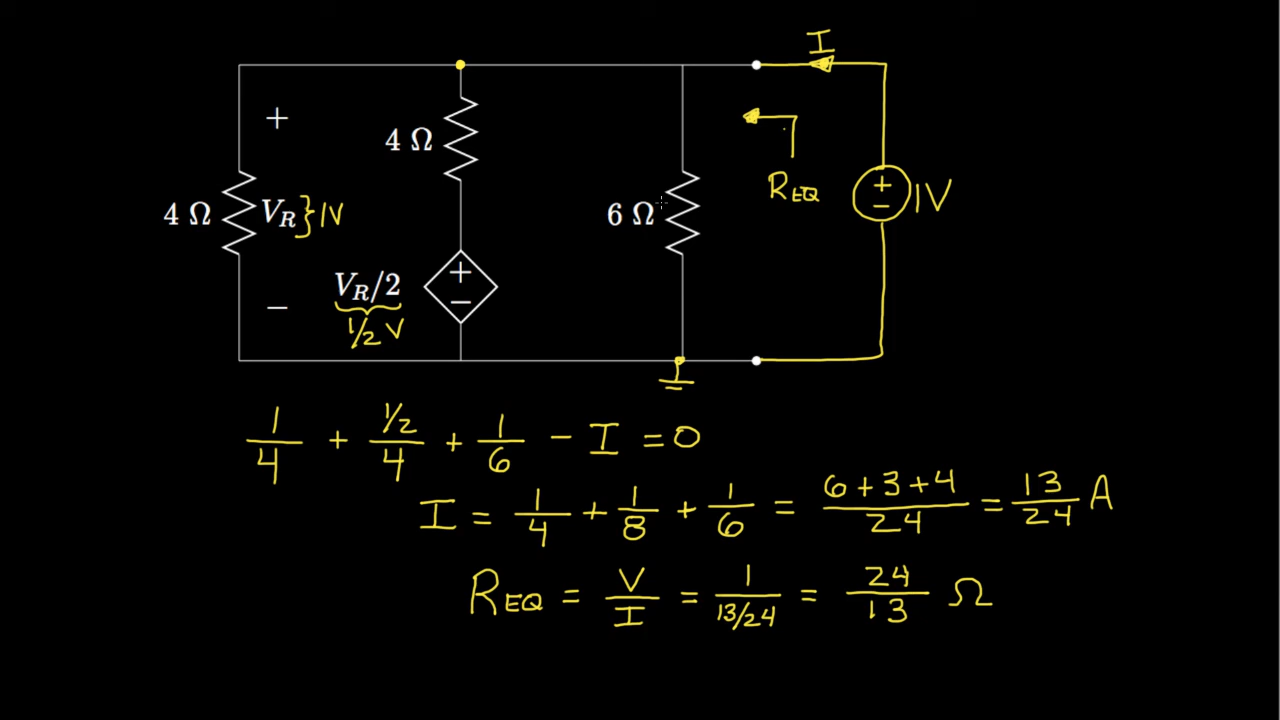 I
+
4 Ω
R_EQ
+
−
1V
4 Ω
V_R } 1V
6 Ω
V_R/2
+
−
−
1/2 V
1/4 + (1/2)/4 + 1/6 − I = 0
I = 1/4 + 1/8 + 1/6 = (6+3+4)/24 = 13/24 A
R_EQ = V/I = 1/(13/24) = 24/13 Ω